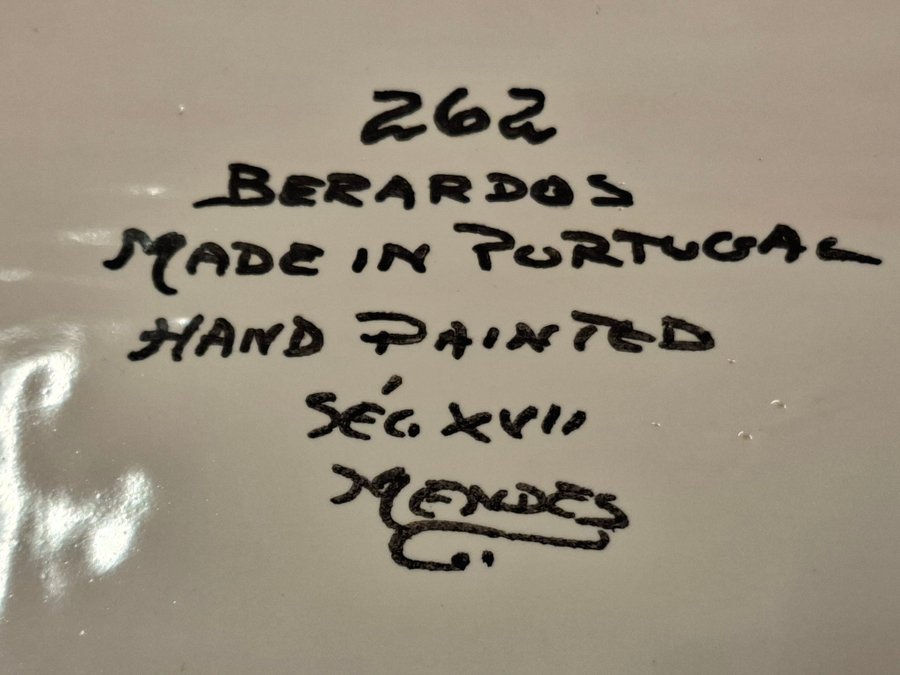 262
BERARDOS
MADE IN PORTUGAL
HAND PAINTED
SÉC. XVII
MENDES